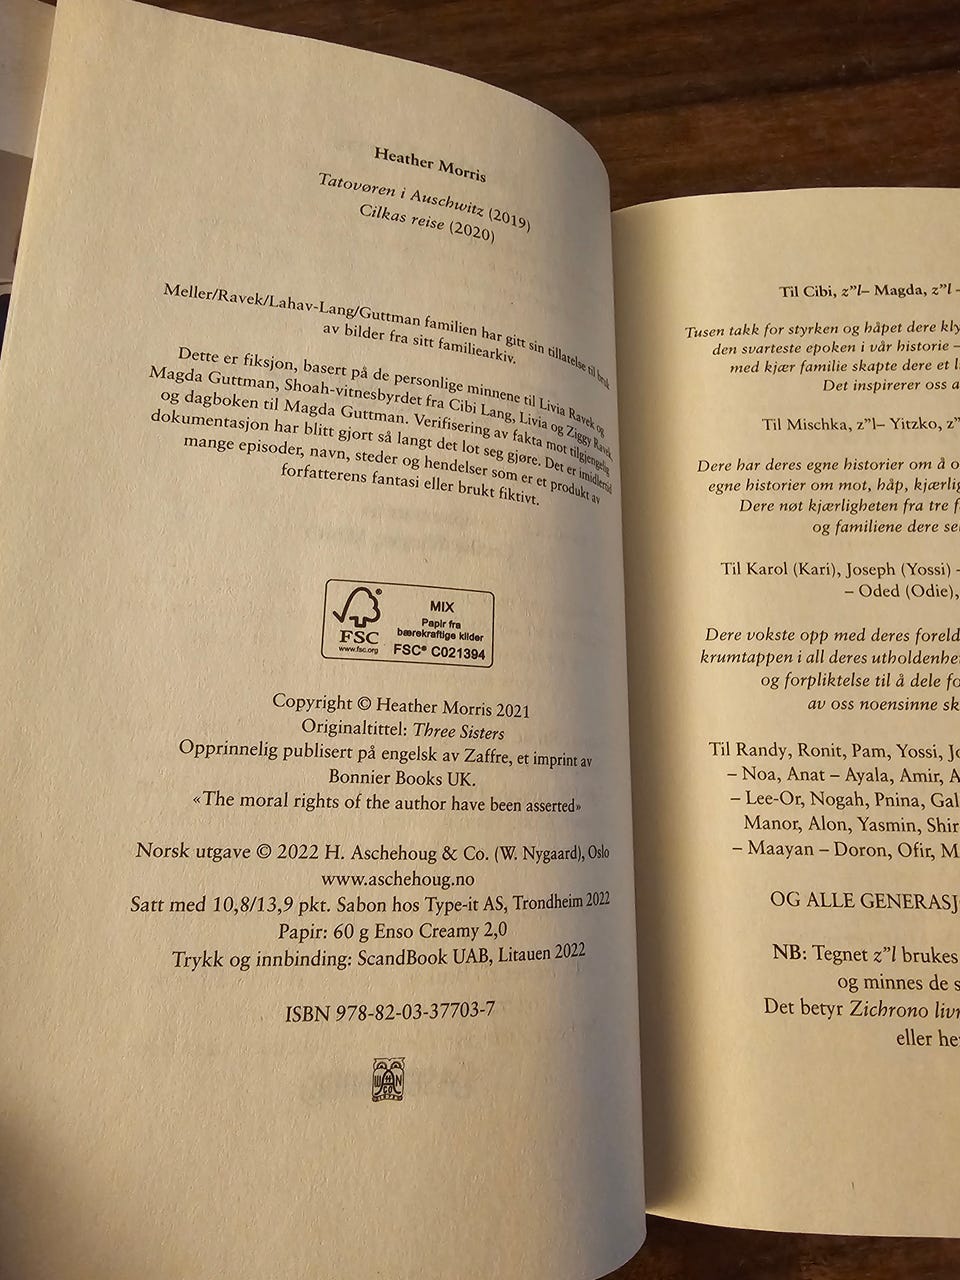 Heather Morris
Tatovøren i Auschwitz (2019)
Cilkas reise (2020)
Meller/Ravek/Lahav-Lang/Guttman familien har gitt sin tillatelse til bruk
av bilder fra sitt familiearkiv.
Dette er fiksjon, basert på de personlige minnene til Livia Ravek og
Magda Guttman, Shoah-vitnesbyrdet fra Cibi Lang, Livia og Ziggy Ravek,
og dagboken til Magda Guttman. Verifisering av fakta mot tilgjengelig
dokumentasjon har blitt gjort så langt det lot seg gjøre. Det er imidlertid
mange episoder, navn, steder og hendelser som er et produkt av
forfatterens fantasi eller brukt fiktivt.
FSC
www.fsc.org
MIX
Papir fra
bærekraftige kilder
FSC® C021394
Copyright © Heather Morris 2021
Originaltittel: Three Sisters
Opprinnelig publisert på engelsk av Zaffre, et imprint av
Bonnier Books UK.
«The moral rights of the author have been asserted»
Norsk utgave © 2022 H. Aschehoug & Co. (W. Nygaard), Oslo
www.aschehoug.no
Satt med 10,8/13,9 pkt. Sabon hos Type-it AS, Trondheim 2022
Papir: 60 g Enso Creamy 2,0
Trykk og innbinding: ScandBook UAB, Litauen 2022
ISBN 978-82-03-37703-7
Til Cibi, z”l– Magda, z”l –
Tusen takk for styrken og håpet dere
den svarteste epoken i vår historie –
med kjær familie skapte dere et
Det inspirerer oss
Til Mischka, z”l– Yitzko,
Dere har deres egne historier om å
egne historier om mot, håp,
Dere nøt kjærligheten fra tre
og familiene dere
Til Karol (Kari), Joseph (Yossi) –
– Oded (Odie),
Dere vokste opp med deres
krumtappen i all deres
og forpliktelse til å dele
av oss noensinne
Til Randy, Ronit, Pam, Yossi,
– Noa, Anat – Ayala, Amir,
– Lee-Or, Nogah, Pnina,
Manor, Alon, Yasmin,
– Maayan – Doron, Ofir,
OG ALLE
NB: Tegnet z”l brukes
og minnes de
Det betyr Zichrono
eller